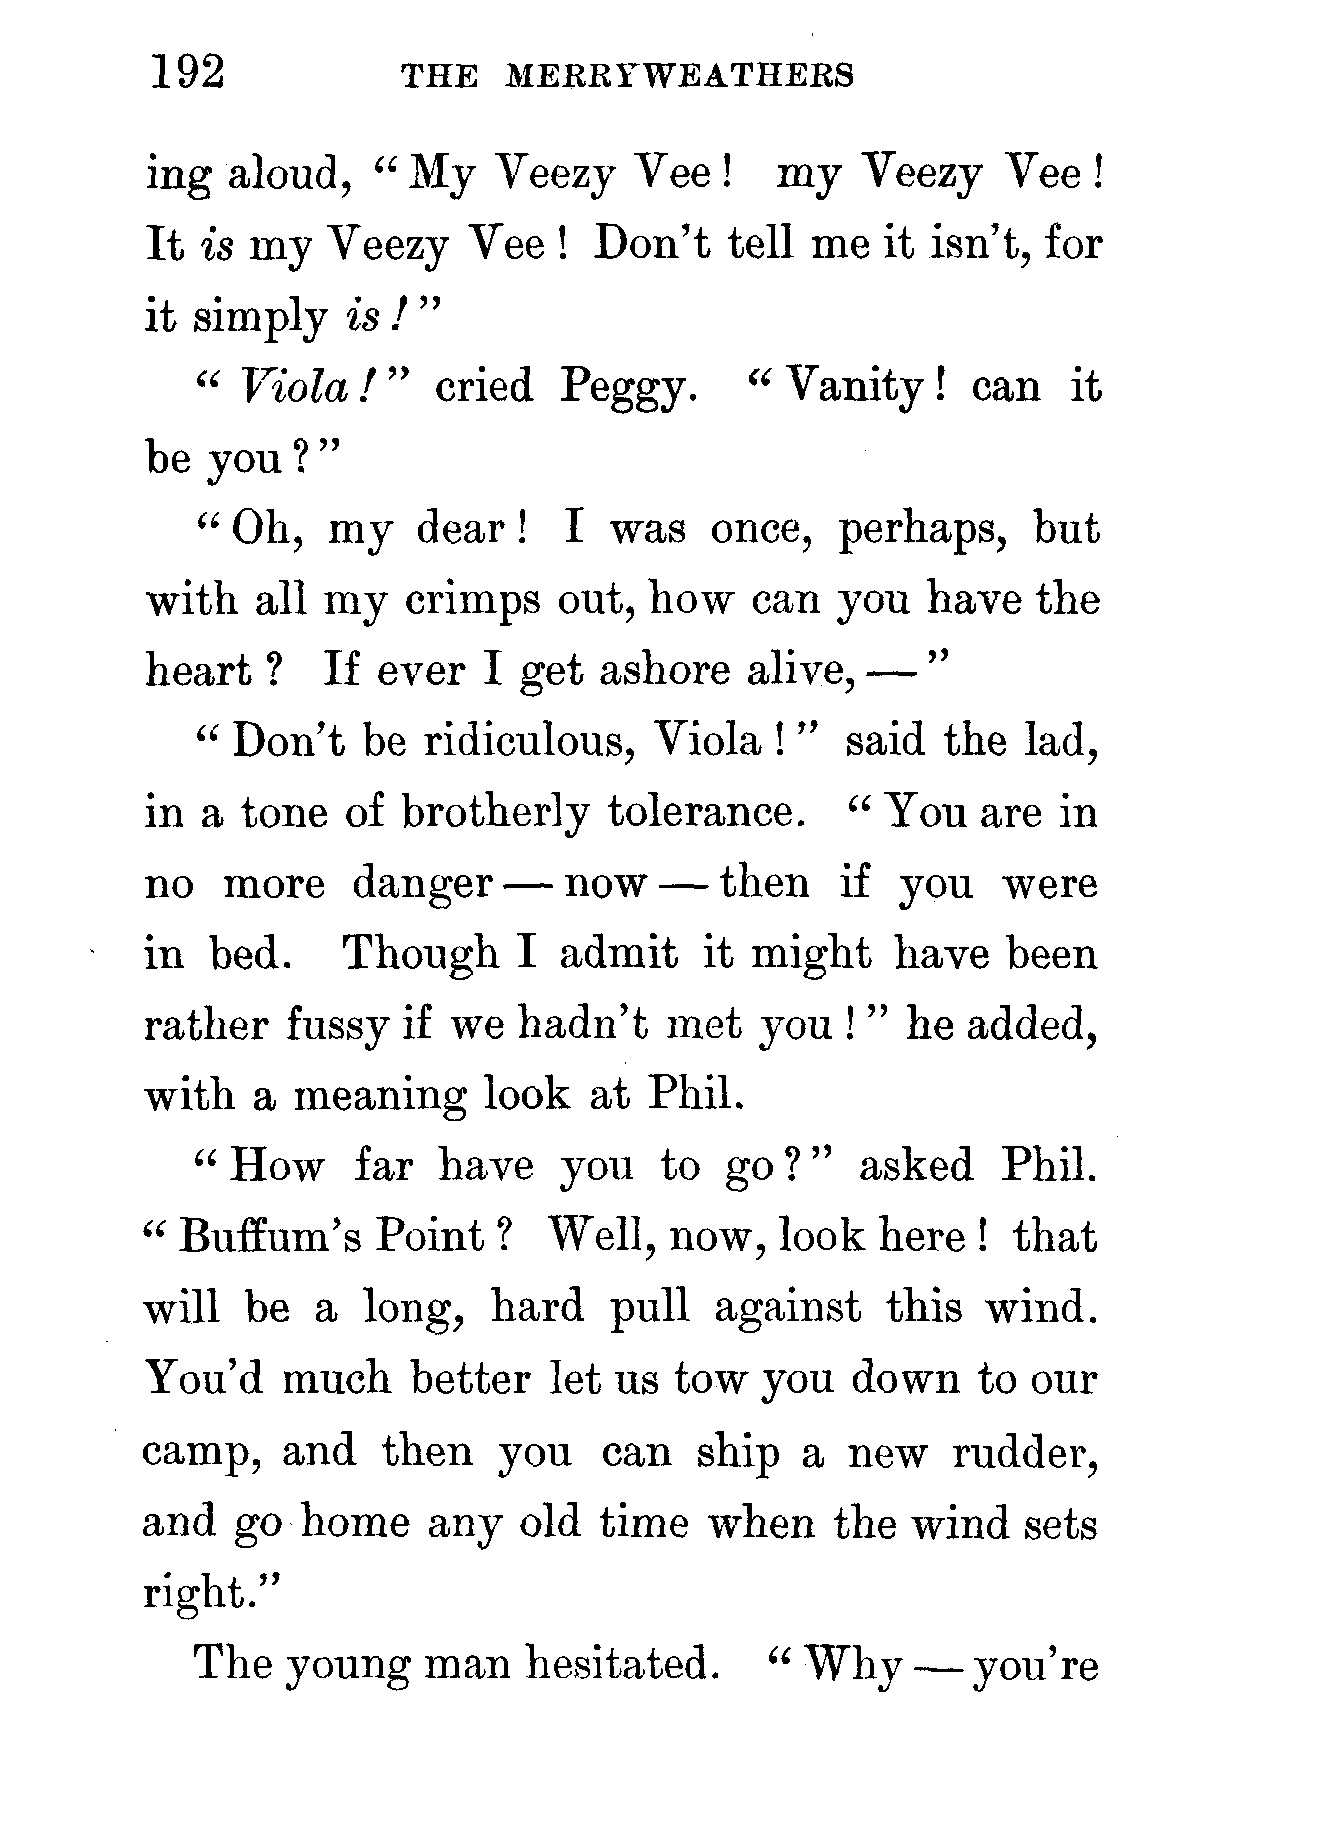 192 THE MERRYWEATHERS
ing aloud, “ My Veezy Vee ! my Veezy Vee !
It is my Veezy Vee ! Don’t tell me it isn’t, for
it simply is ! ”
“ Viola ! ” cried Peggy. “ Vanity ! can it
be you ? ”
“ Oh, my dear ! I was once, perhaps, but
with all my crimps out, how can you have the
heart ? If ever I get ashore alive, — ”
“ Don’t be ridiculous, Viola ! ” said the lad,
in a tone of brotherly tolerance. “ You are in
no more danger — now — then if you were
in bed. Though I admit it might have been
rather fussy if we hadn’t met you ! ” he added,
with a meaning look at Phil.
“ How far have you to go ? ” asked Phil.
“ Buffum’s Point ? Well, now, look here ! that
will be a long, hard pull against this wind.
You’d much better let us tow you down to our
camp, and then you can ship a new rudder,
and go home any old time when the wind sets
right.”
The young man hesitated. “ Why — you’re